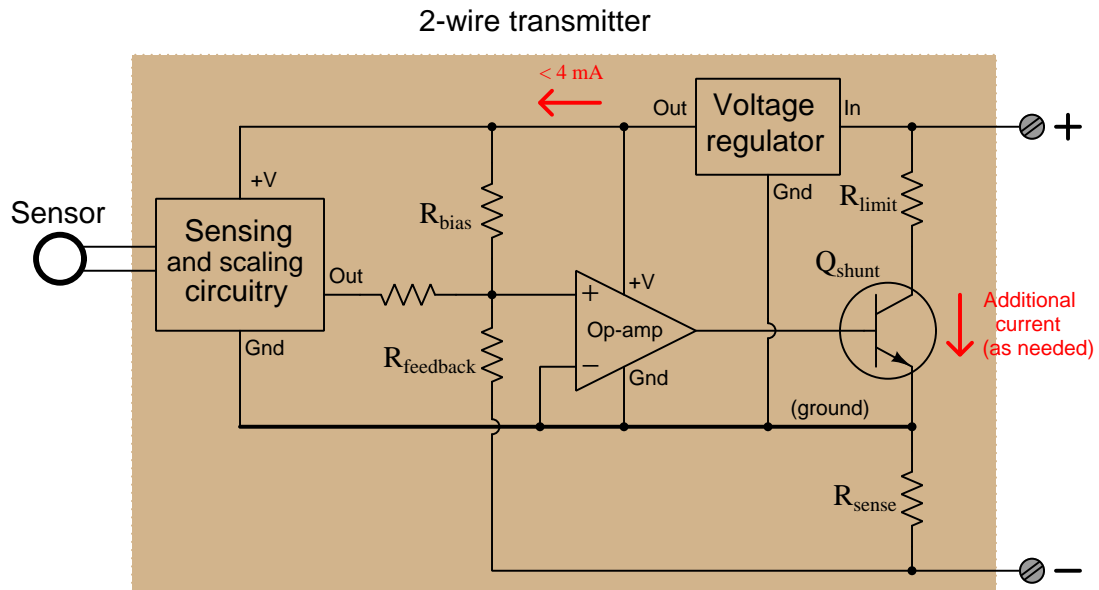 2-wire transmitter
< 4 mA
Out
Voltage
regulator
In
Gnd
+
+V
Sensor
Sensing
and scaling
circuitry
Out
Gnd
Rbias
Rfeedback
+
−
Op-amp
+V
Gnd
Rlimit
Qshunt
Additional
current
(as needed)
(ground)
Rsense
−